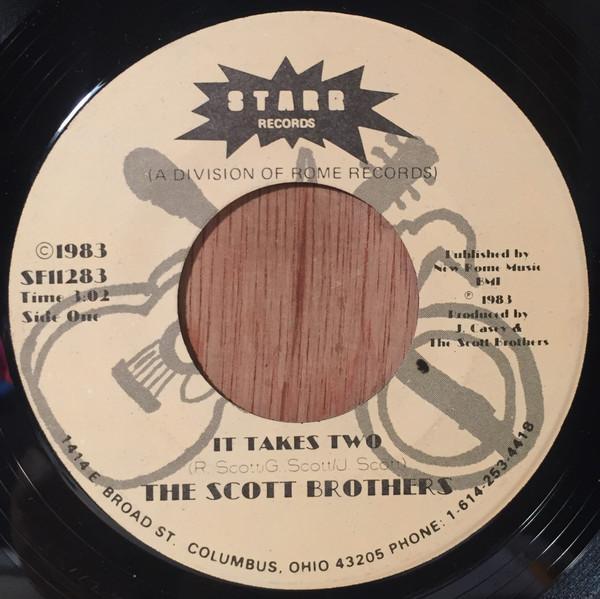 STARR
RECORDS
(A DIVISION OF ROME RECORDS)
©1983
SF11283
Time 3:02
Side One
Published by
New Rome Music
BMI
℗ 1983
Produced by
J. Casey &
The Scott Brothers
IT TAKES TWO
(R. Scott/G. Scott/J. Scott)
THE SCOTT BROTHERS
1414 E. BROAD ST. COLUMBUS, OHIO 43205 PHONE: 1-614-253-4418